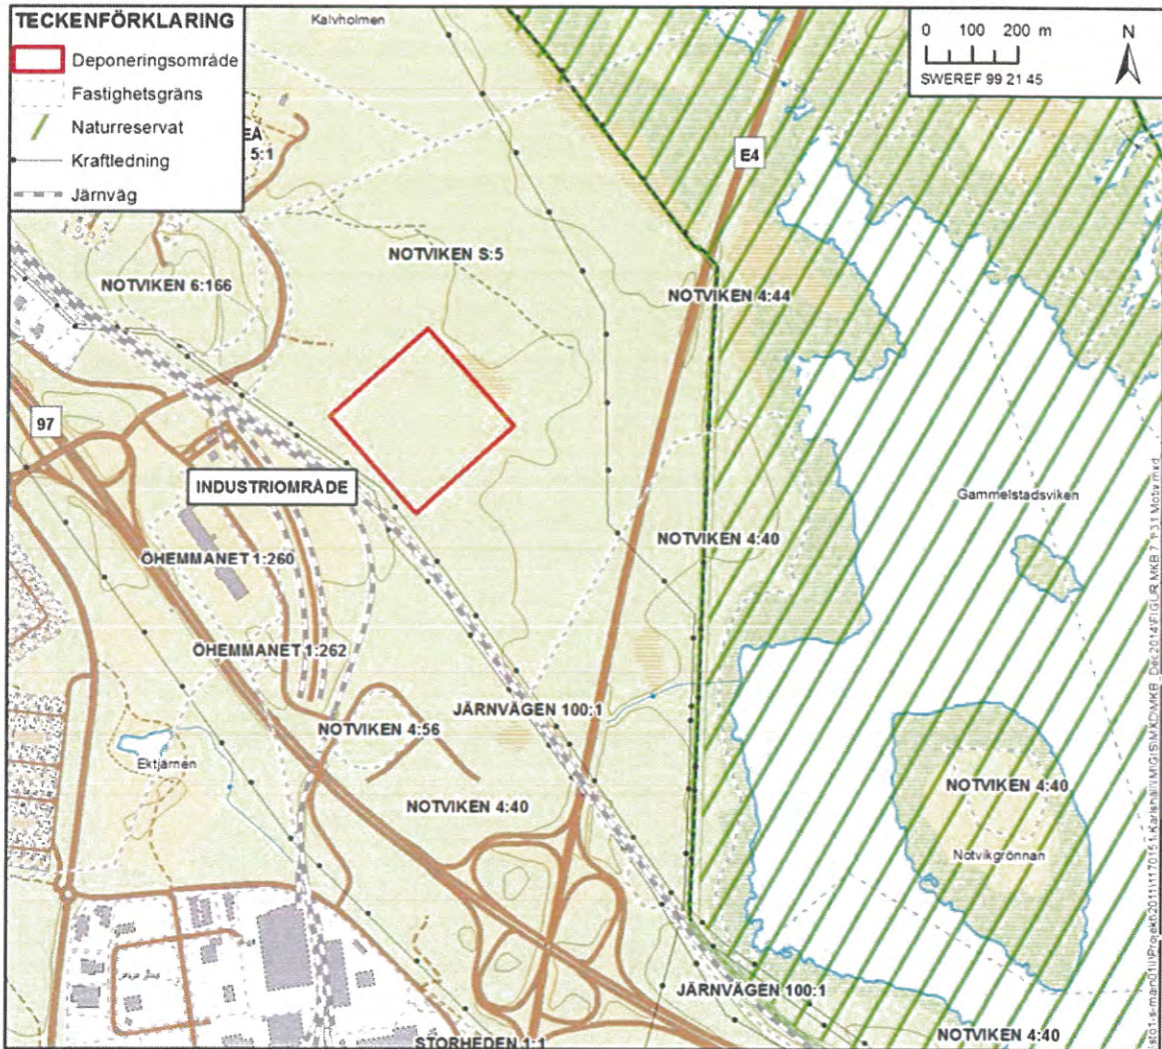 TECKENFÖRKLARING
Deponeringsområde
Fastighetsgräns
Naturreservat
Kraftledning
Järnväg
Kalvholmen
0 100 200 m
SWEREF 99 21 45
N
5:1
E4
NOTVIKEN S:5
NOTVIKEN 6:166
NOTVIKEN 4:44
97
INDUSTRIOMRÅDE
Gammelstadsviken
NOTVIKEN 4:40
ÖHEMMANET 1:260
ÖHEMMANET 1:262
JÄRNVÄGEN 100:1
NOTVIKEN 4:56
Ektjärnen
NOTVIKEN 4:40
NOTVIKEN 4:40
Notvikgrönnan
JÄRNVÄGEN 100:1
STORHEDEN 1:1
NOTVIKEN 4:40